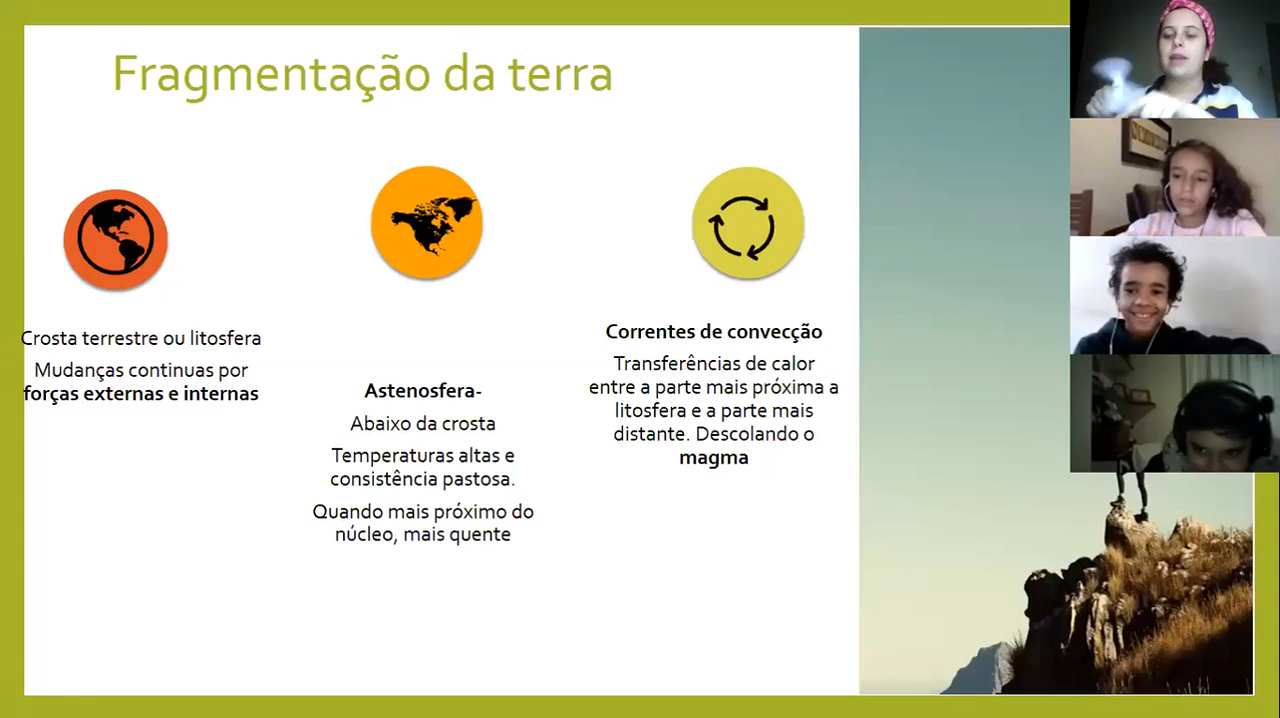 Fragmentação da terra
Crosta terrestre ou litosfera
Mudanças continuas por
forças externas e internas
Astenosfera-
Abaixo da crosta
Temperaturas altas e
consistência pastosa.
Quando mais próximo do
núcleo, mais quente
Correntes de convecção
Transferências de calor
entre a parte mais próxima a
litosfera e a parte mais
distante. Descolando o
magma